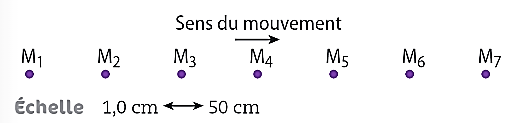 Sens du mouvement
M₁ M₂ M₃ M₄ M₅ M₆ M₇
Échelle 1,0 cm ⟷ 50 cm